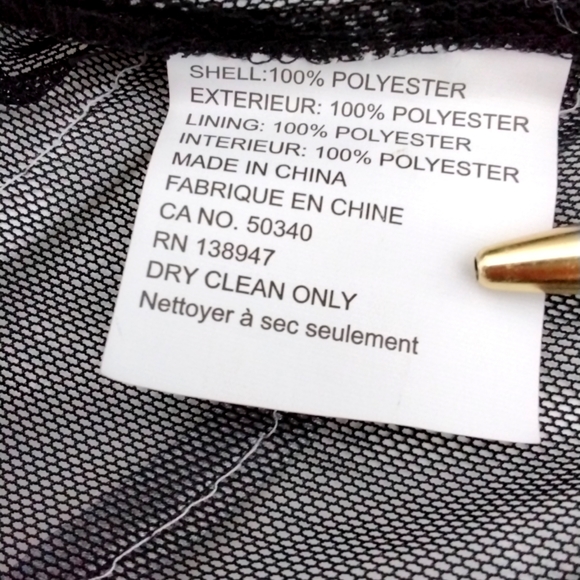 SHELL:100% POLYESTER
EXTERIEUR: 100% POLYESTER
LINING: 100% POLYESTER
INTERIEUR: 100% POLYESTER
MADE IN CHINA
FABRIQUE EN CHINE
CA NO. 50340
RN 138947
DRY CLEAN ONLY
Nettoyer à sec seulement